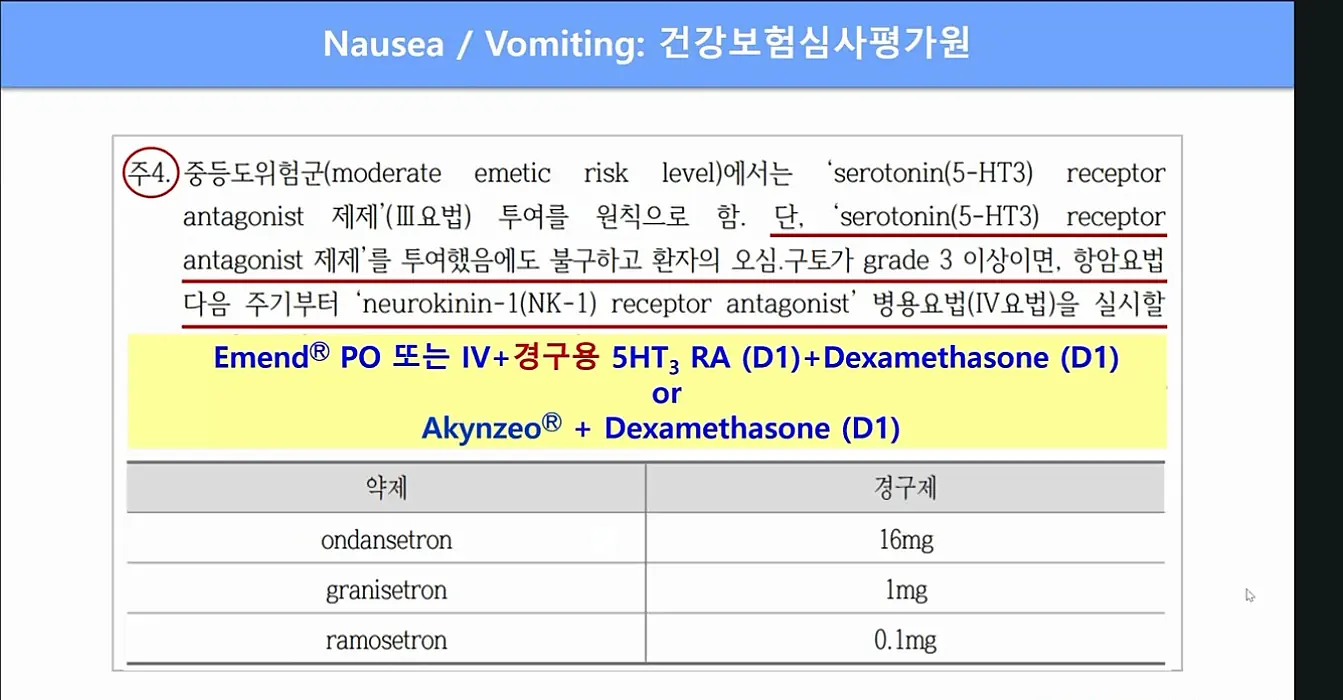 Nausea / Vomiting: 건강보험심사평가원
주4. 중등도위험군(moderate emetic risk level)에서는 ‘serotonin(5-HT3) receptor
antagonist 제제’(Ⅲ요법) 투여를 원칙으로 함. 단, ‘serotonin(5-HT3) receptor
antagonist 제제’를 투여했음에도 불구하고 환자의 오심.구토가 grade 3 이상이면, 항암요법
다음 주기부터 ‘neurokinin-1(NK-1) receptor antagonist’ 병용요법(Ⅳ요법)을 실시할
Emend® PO 또는 IV+경구용 5HT₃ RA (D1)+Dexamethasone (D1)
or
Akynzeo® + Dexamethasone (D1)
약제 경구제
ondansetron 16mg
granisetron 1mg
ramosetron 0.1mg